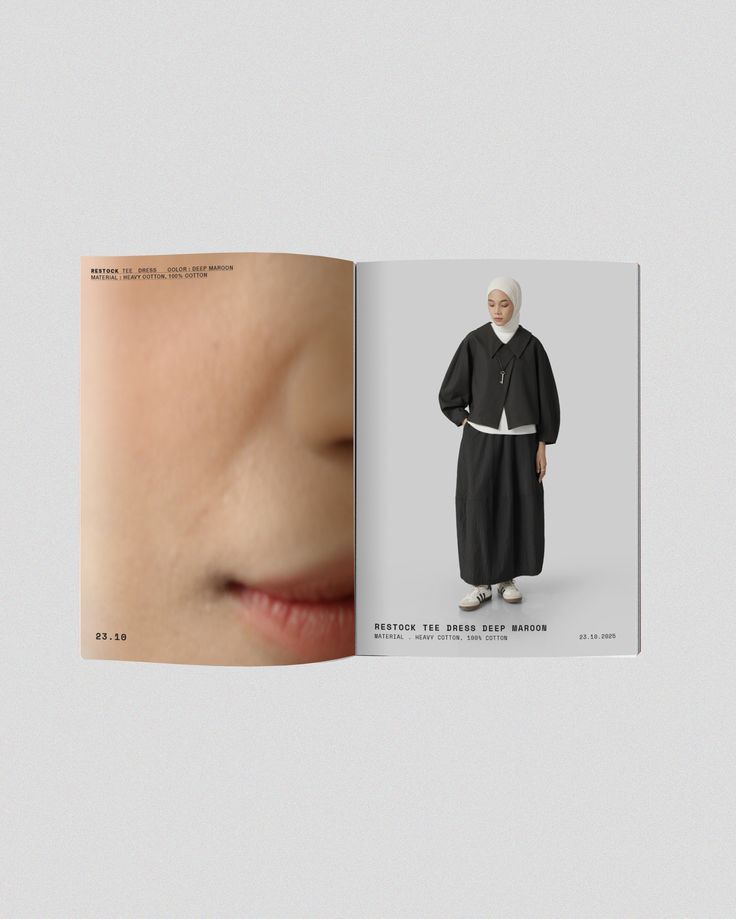 RESTOCK TEE DRESS COLOR : DEEP MAROON
MATERIAL : HEAVY COTTON, 100% COTTON
23.10
RESTOCK TEE DRESS DEEP MAROON
MATERIAL . HEAVY COTTON, 100% COTTON
23.10.2025